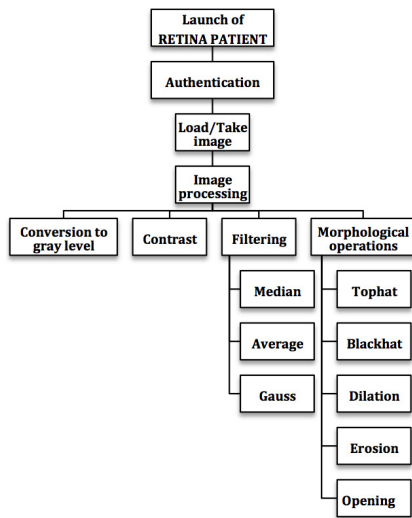 Launch of
RETINA PATIENT
Authentication
Load/Take
image
Image
processing
Conversion to
gray level
Contrast
Filtering
Morphological
operations
Median
Average
Gauss
Tophat
Blackhat
Dilation
Erosion
Opening